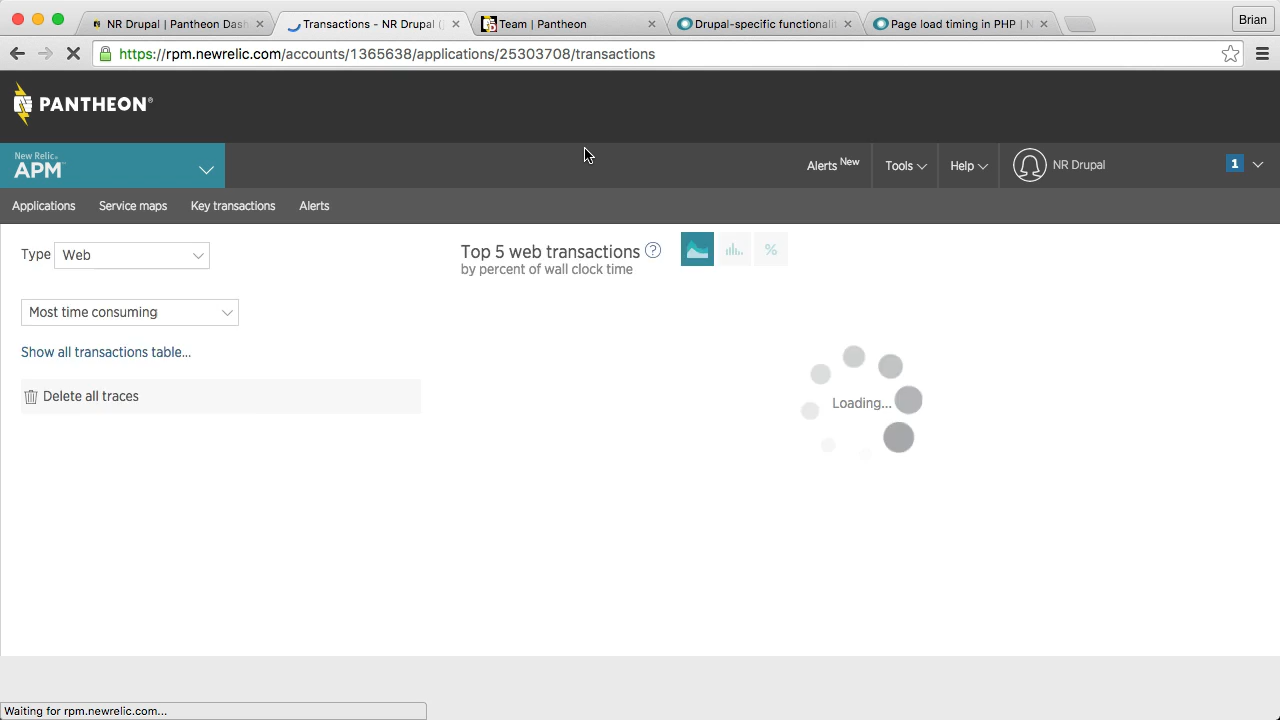 NR Drupal | Pantheon Dash
Transactions - NR Drupal (
Team | Pantheon
Drupal-specific functionali
Page load timing in PHP | N
Brian
https://rpm.newrelic.com/accounts/1365638/applications/25303708/transactions
PANTHEON®
New Relic®
APM™
Alerts New
Tools
Help
NR Drupal
1
Applications
Service maps
Key transactions
Alerts
Type
Web
Top 5 web transactions ?
by percent of wall clock time
%
Most time consuming
Show all transactions table...
Delete all traces
Loading...
Waiting for rpm.newrelic.com...